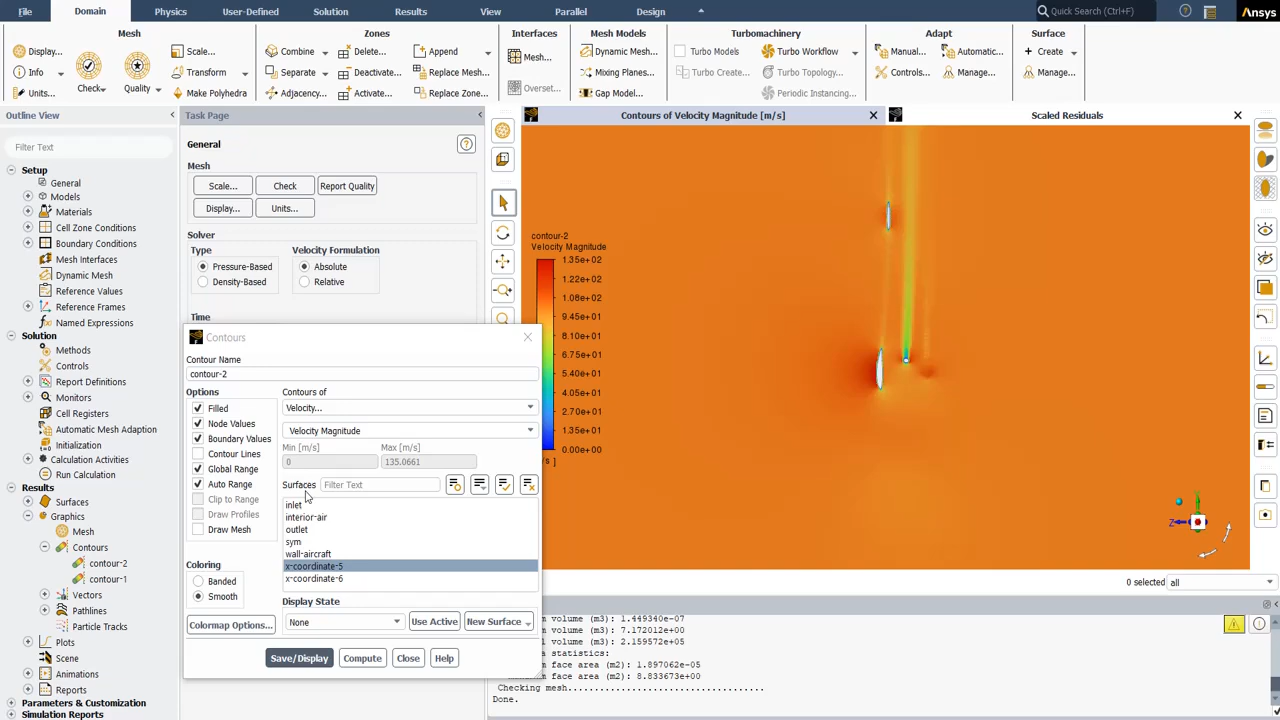 File Domain Physics User-Defined Solution Results View Parallel Design Quick Search (Ctrl+F) Ansys
Mesh Zones Interfaces Mesh Models Turbomachinery Adapt Surface
Display... Scale... Combine Delete... Append Mesh... Dynamic Mesh... Turbo Models Turbo Workflow Manual... Automatic... Create
Info Check Quality Transform Separate Deactivate... Replace Mesh... Overset... Mixing Planes... Turbo Create... Turbo Topology... Controls... Manage... Manage...
Units... Make Polyhedra Adjacency... Activate... Replace Zone... Gap Model... Periodic Instancing...
Outline View
Task Page
Contours of Velocity Magnitude [m/s]
Scaled Residuals
Filter Text
Setup
General
Models
Materials
Cell Zone Conditions
Boundary Conditions
Mesh Interfaces
Dynamic Mesh
Reference Values
Reference Frames
Named Expressions
Solution
Methods
Controls
Report Definitions
Monitors
Cell Registers
Automatic Mesh Adaption
Initialization
Calculation Activities
Run Calculation
Results
Surfaces
Graphics
Mesh
Contours
contour-2
contour-1
Vectors
Pathlines
Particle Tracks
Plots
Scene
Animations
Reports
Parameters & Customization
Simulation Reports
General
Mesh
Scale... Check Report Quality
Display... Units...
Solver
Type Velocity Formulation
Pressure-Based Absolute
Density-Based Relative
Time
Contours
Contour Name
contour-2
Options
Filled
Node Values
Boundary Values
Contour Lines
Global Range
Auto Range
Clip to Range
Draw Profiles
Draw Mesh
Coloring
Banded
Smooth
Colormap Options...
Contours of
Velocity...
Velocity Magnitude
Min [m/s] Max [m/s]
0 135.0661
Surfaces Filter Text
inlet
interior-air
outlet
sym
wall-aircraft
x-coordinate-5
x-coordinate-6
Display State
None Use Active New Surface
Save/Display Compute Close Help
contour-2
Velocity Magnitude
1.35e+02
1.22e+02
1.08e+02
9.45e+01
8.10e+01
6.75e+01
5.40e+01
4.05e+01
2.70e+01
1.35e+01
0.00e+00
/s ]
Z
0 selected all
m volume (m3): 1.449340e-07
m volume (m3): 7.172012e+00
l volume (m3): 2.159572e+05
a statistics:
m face area (m2): 1.897062e-05
m face area (m2): 8.833673e+00
Checking mesh.....................................
Done.